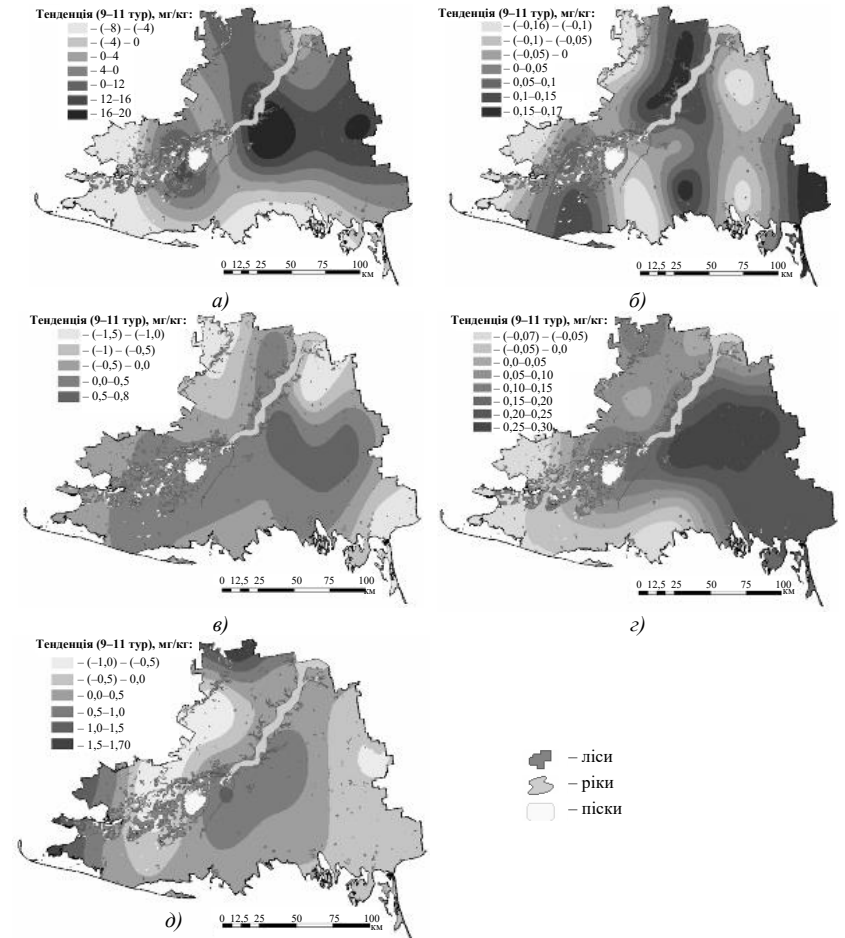 Тенденція (9–11 тур), мг/кг:
– (–8) – (–4)
– (–4) – 0
– 0–4
– 4–0
– 0–12
– 12–16
– 16–20
0 12,5 25 50 75 100
км
а)
Тенденція (9–11 тур), мг/кг:
– (–0,16) – (–0,1)
– (–0,1) – (–0,05)
– (–0,05) – 0
– 0–0,05
– 0,05–0,1
– 0,1–0,15
– 0,15–0,17
0 12,5 25 50 75 100
км
б)
Тенденція (9–11 тур), мг/кг:
– (–1,5) – (–1,0)
– (–1) – (–0,5)
– (–0,5) – 0,0
– 0,0–0,5
– 0,5–0,8
0 12,5 25 50 75 100
км
в)
Тенденція (9–11 тур), мг/кг:
– (–0,07) – (–0,05)
– (–0,05) – 0,0
– 0,0–0,05
– 0,05–0,10
– 0,10–0,15
– 0,15–0,20
– 0,20–0,25
– 0,25–0,30
0 12,5 25 50 75 100
км
г)
Тенденція (9–11 тур), мг/кг:
– (–1,0) – (–0,5)
– (–0,5) – 0,0
– 0,0–0,5
– 0,5–1,0
– 1,0–1,5
– 1,5–1,70
0 12,5 25 50 75 100
км
д)
– ліси
– ріки
– піски